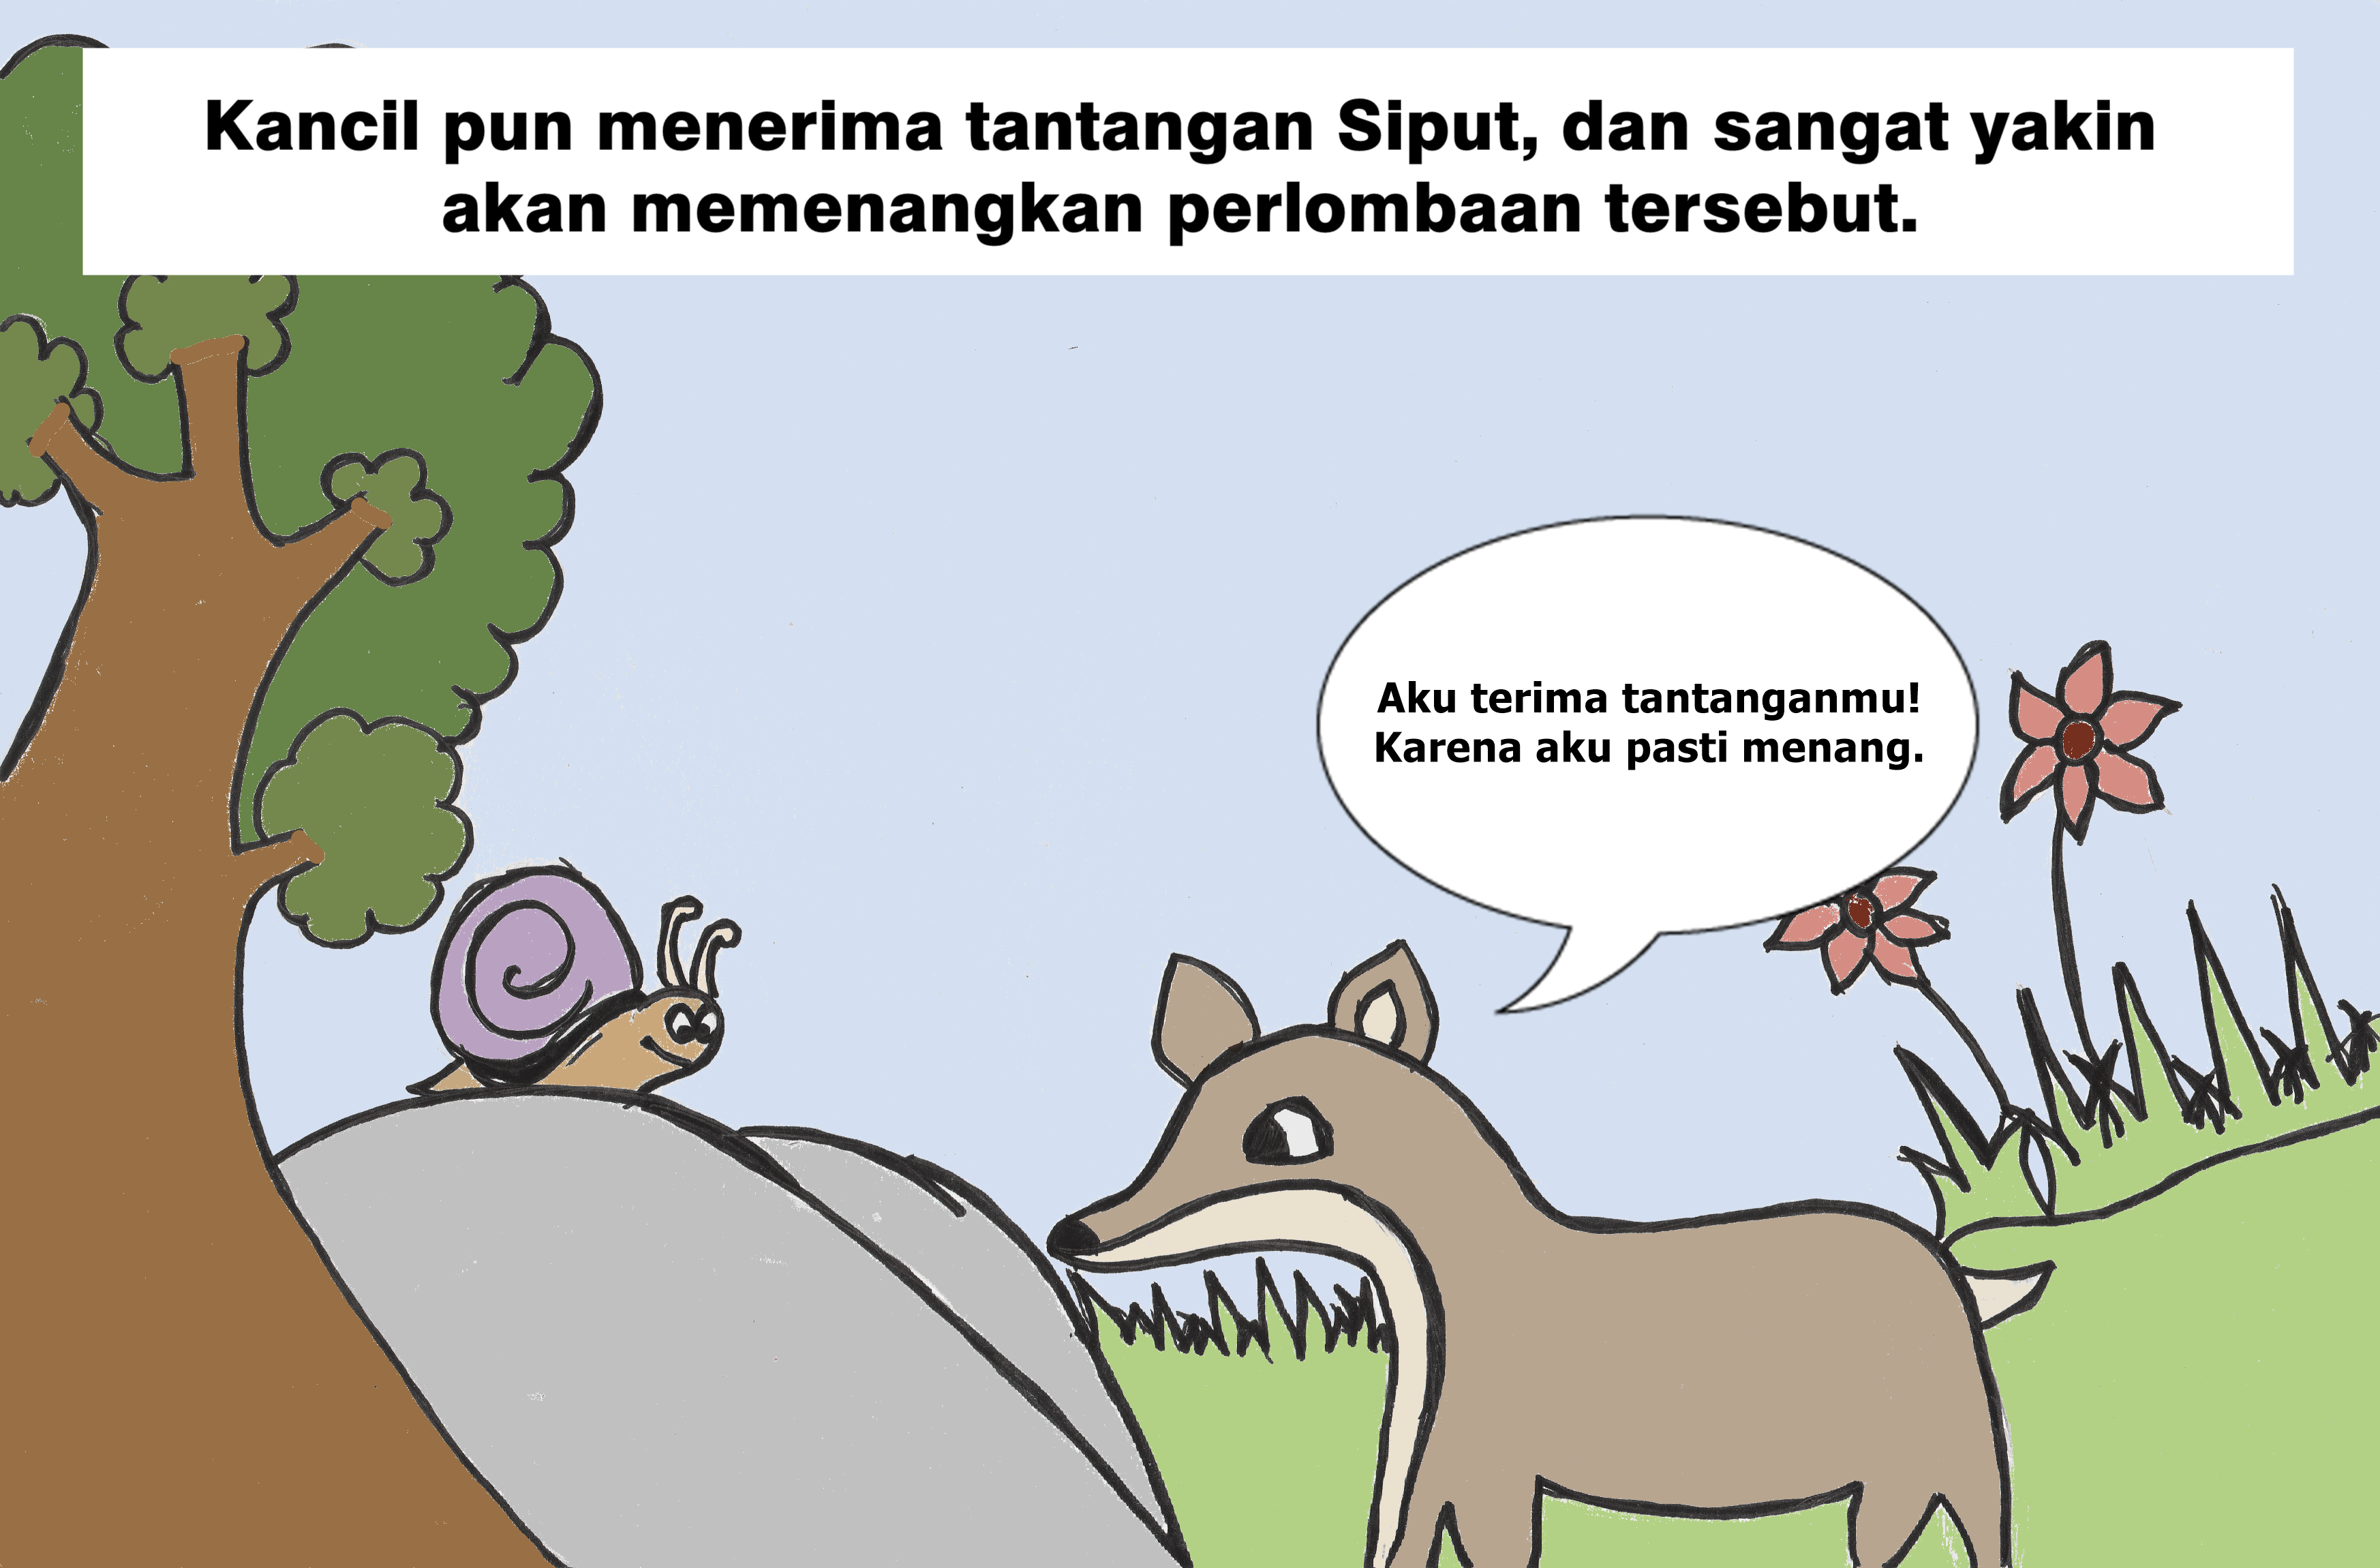 Kancil pun menerima tantangan Siput, dan sangat yakin
akan memenangkan perlombaan tersebut.
Aku terima tantanganmu!
Karena aku pasti menang.